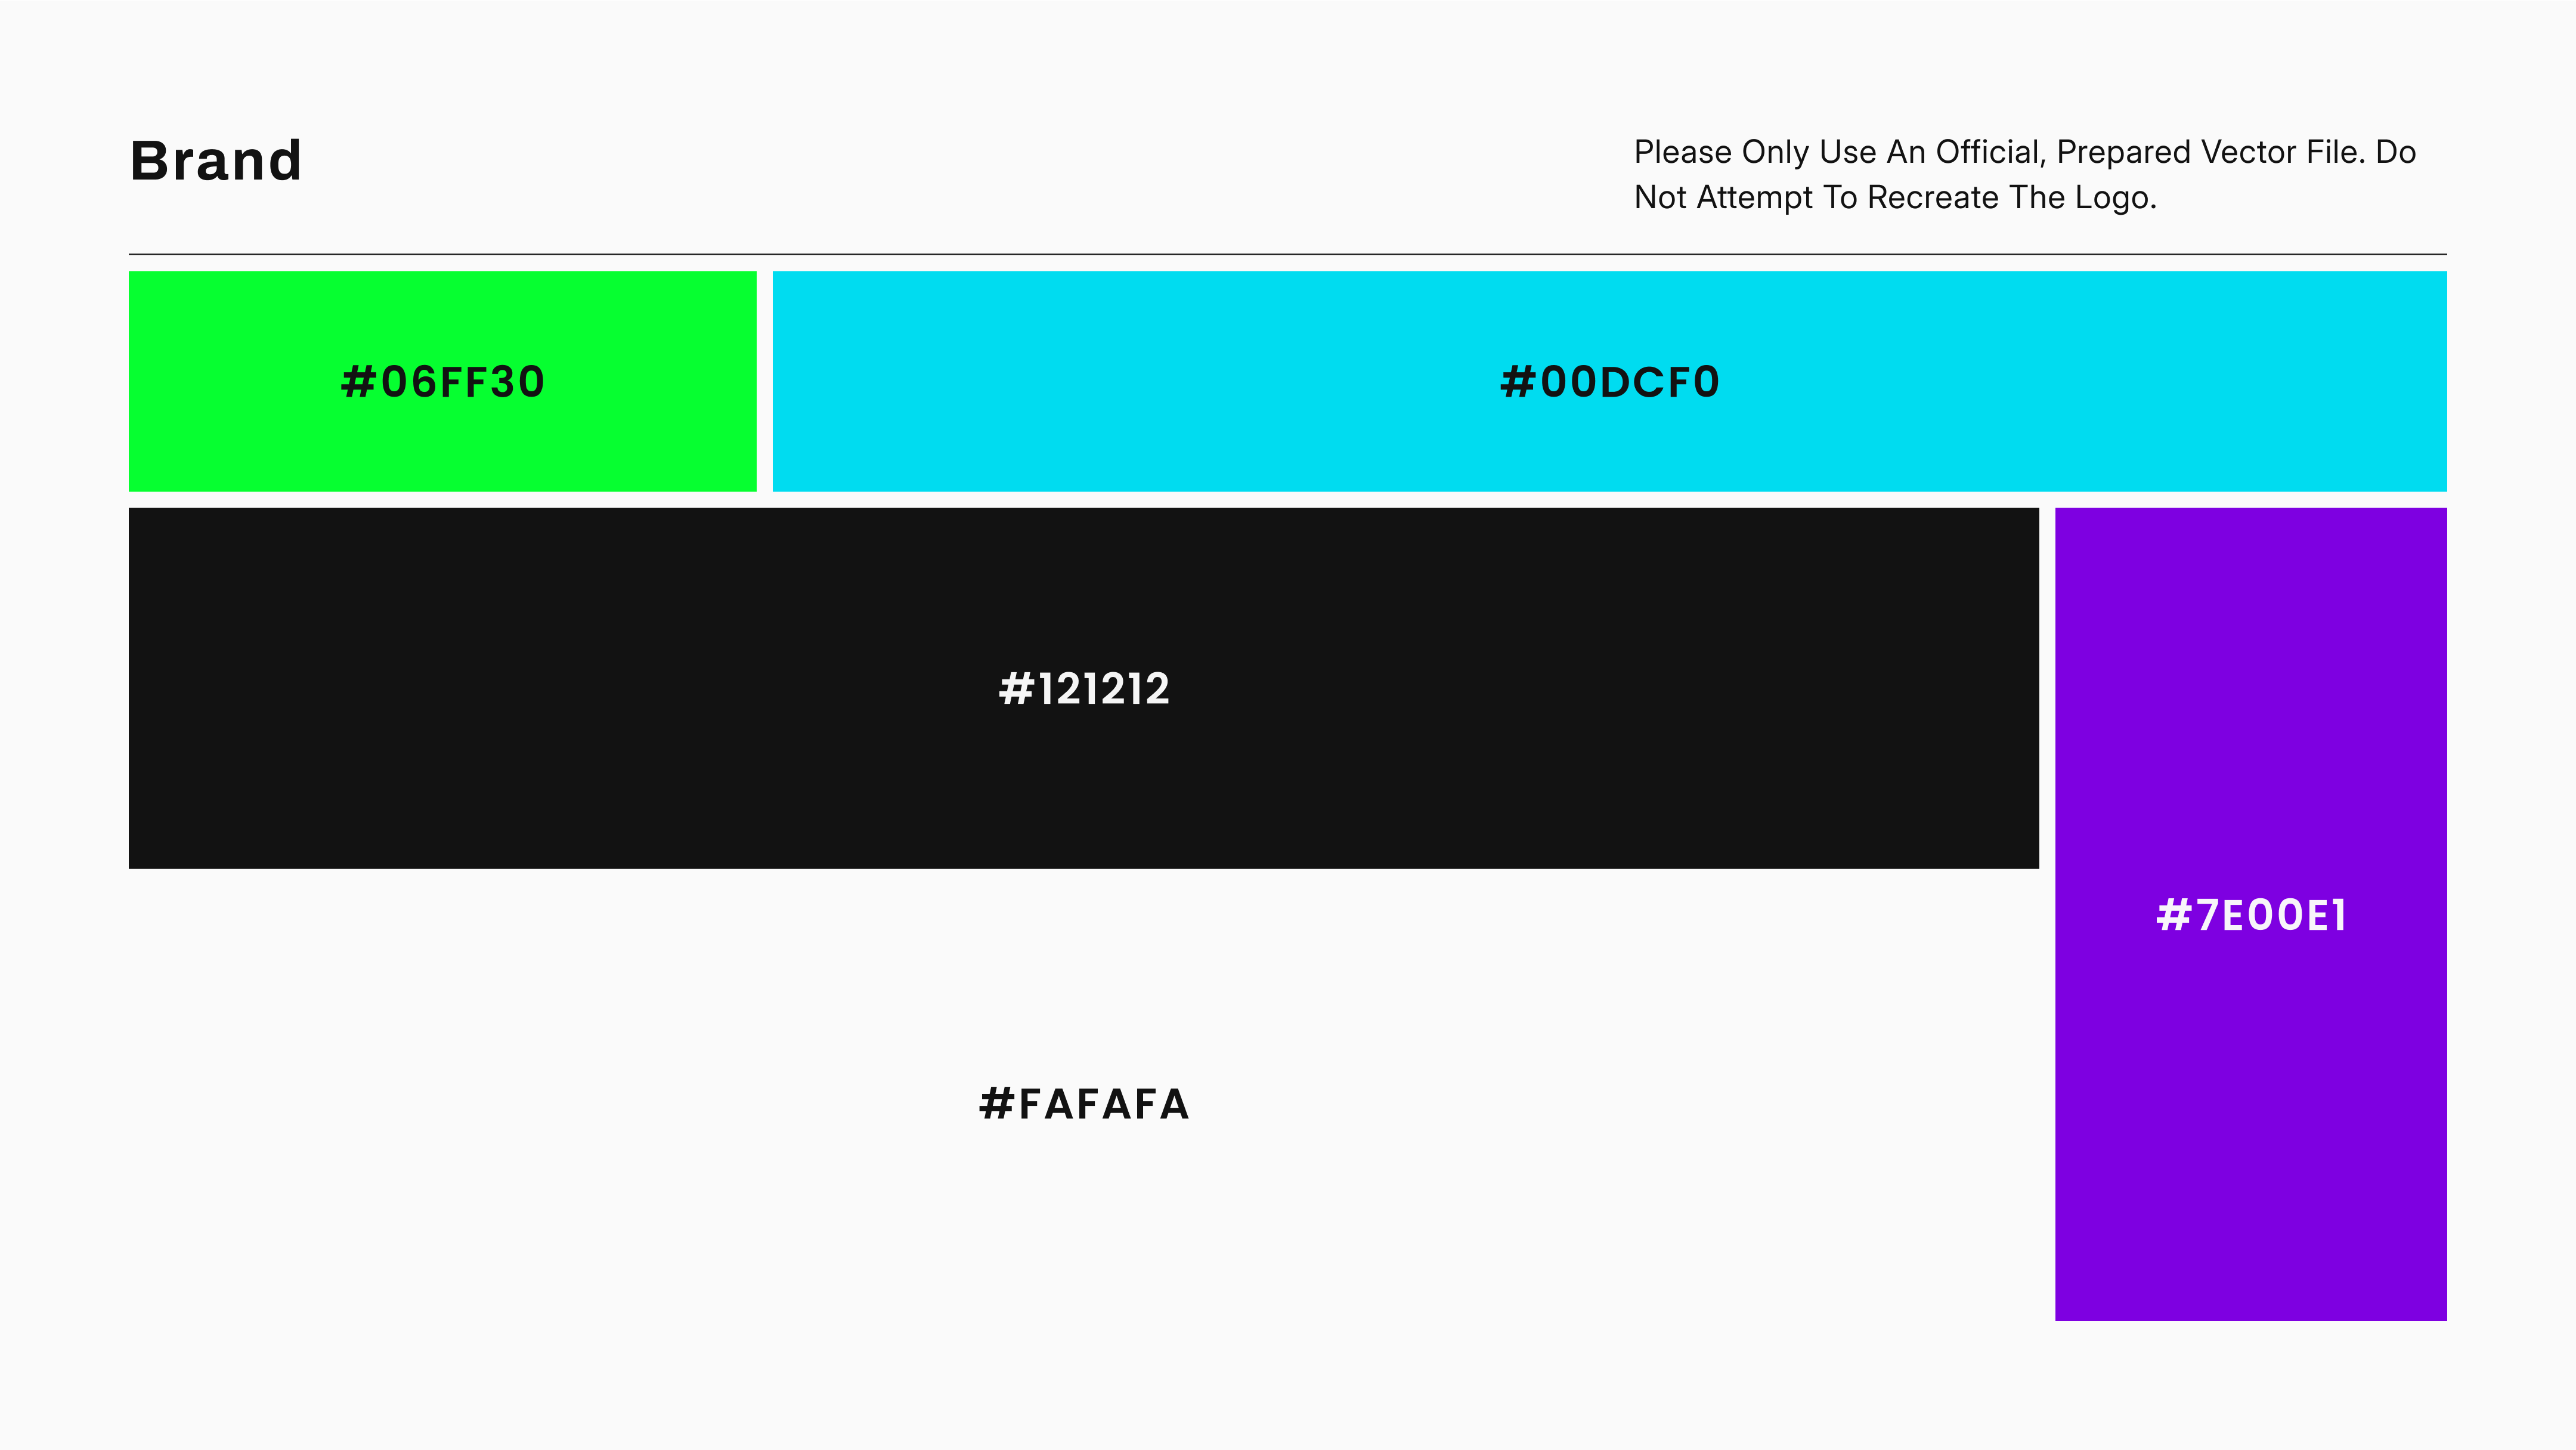 Brand
Please Only Use An Official, Prepared Vector File. Do
Not Attempt To Recreate The Logo.
#06FF30
#00DCF0
#121212
#7E00E1
#FAFAFA